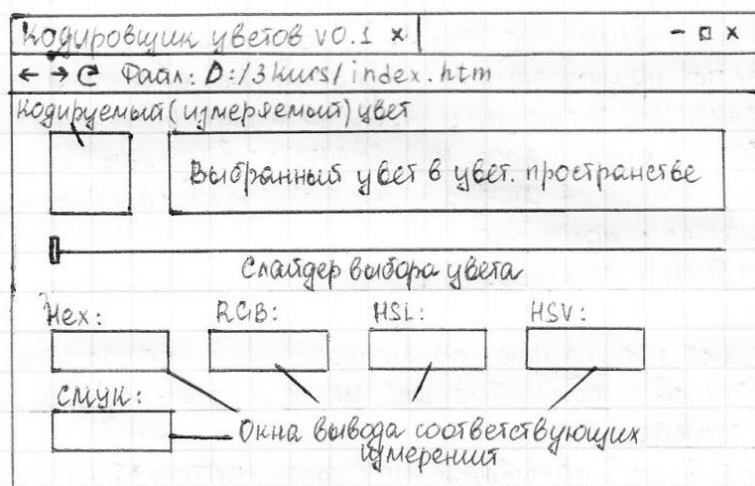 Кодировщик цветов v0.1 x - □ x
← → C Файл: D:/3kurs/index.htm
Кодируемый (измеряемый) цвет
Выбранный цвет в цвет. пространстве
Слайдер выбора цвета
Hex: RGB: HSL: HSV:
CMYK:
Окна вывода соответствующих
измерений